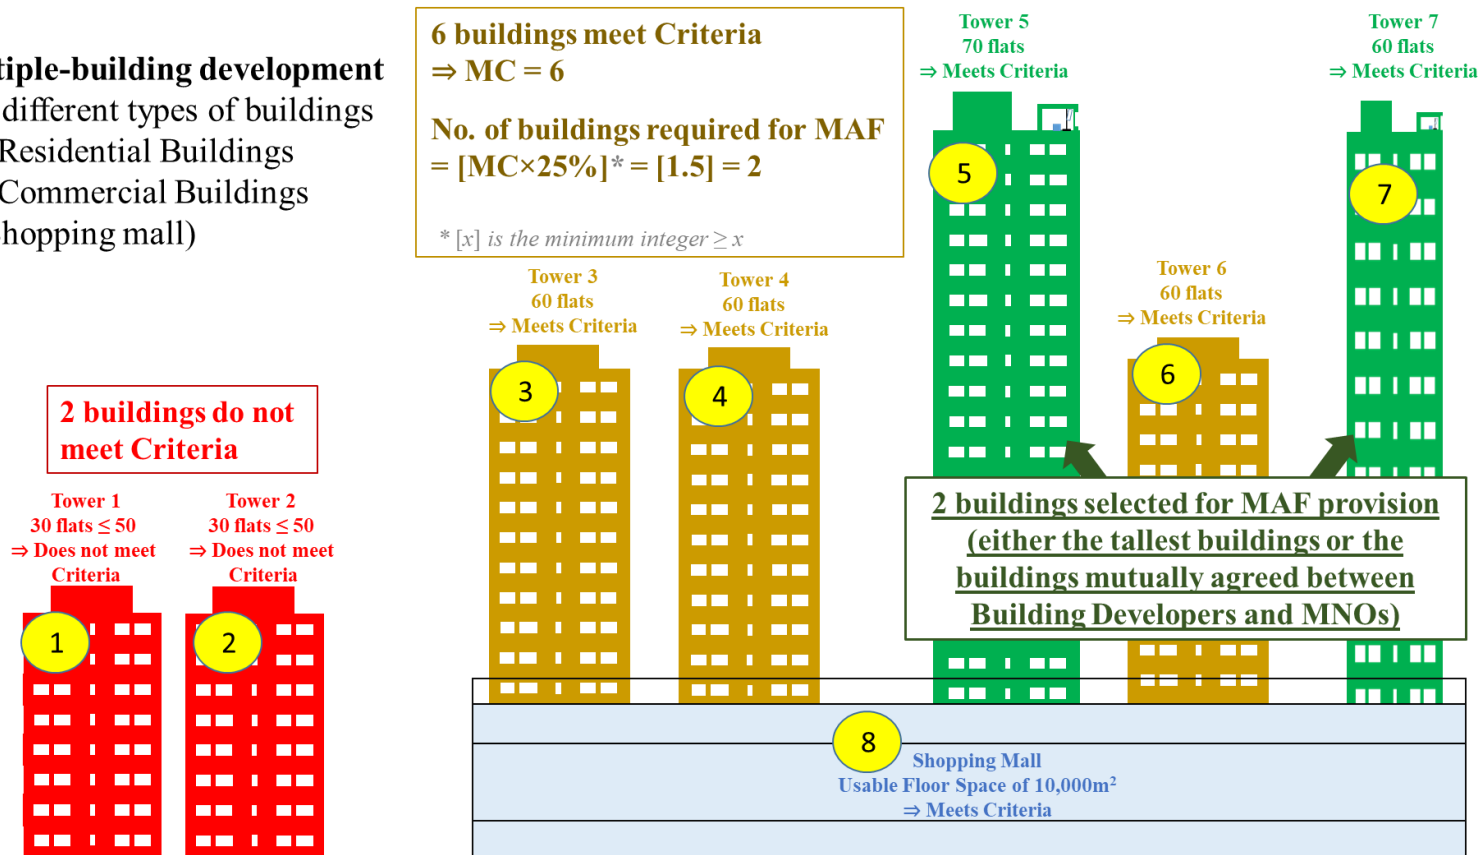 tiple-building development
different types of buildings
Residential Buildings
Commercial Buildings
hopping mall)
6 buildings meet Criteria
⇒ MC = 6
No. of buildings required for MAF
= [MC×25%]* = [1.5] = 2
* [x] is the minimum integer ≥ x
Tower 5
70 flats
⇒ Meets Criteria
Tower 7
60 flats
⇒ Meets Criteria
5
7
Tower 3
60 flats
⇒ Meets Criteria
Tower 4
60 flats
⇒ Meets Criteria
Tower 6
60 flats
⇒ Meets Criteria
3
4
6
2 buildings do not
meet Criteria
Tower 1
30 flats ≤ 50
⇒ Does not meet
Criteria
Tower 2
30 flats ≤ 50
⇒ Does not meet
Criteria
1
2
2 buildings selected for MAF provision
(either the tallest buildings or the
buildings mutually agreed between
Building Developers and MNOs)
8
Shopping Mall
Usable Floor Space of 10,000m²
⇒ Meets Criteria